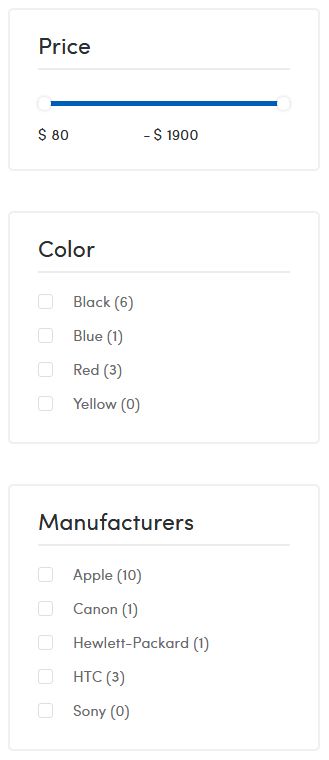 Price
$ 80 - $ 1900
Color
Black (6)
Blue (1)
Red (3)
Yellow (0)
Manufacturers
Apple (10)
Canon (1)
Hewlett-Packard (1)
HTC (3)
Sony (0)